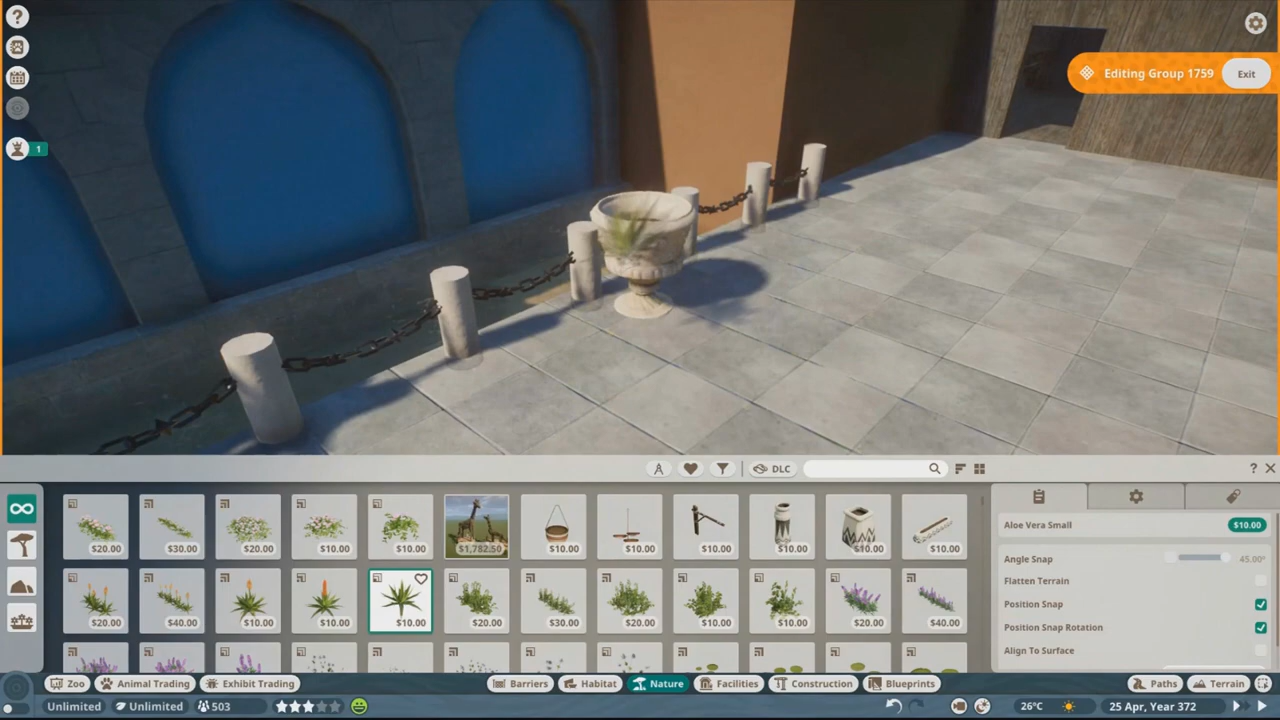 ?
Editing Group 1759 Exit
1
DLC
? ×
$20.00 $30.00 $20.00 $10.00 $10.00 $1,782.50 $10.00 $10.00 $10.00 $10.00 $10.00 $10.00
$20.00 $40.00 $10.00 $10.00 $10.00 $20.00 $30.00 $20.00 $10.00 $10.00 $20.00 $40.00
Aloe Vera Small $10.00
Angle Snap 45.00°
Flatten Terrain
Position Snap
Position Snap Rotation
Align To Surface
Zoo Animal Trading Exhibit Trading Barriers Habitat Nature Facilities Construction Blueprints Paths Terrain
Unlimited Unlimited 503 26°C 25 Apr, Year 372